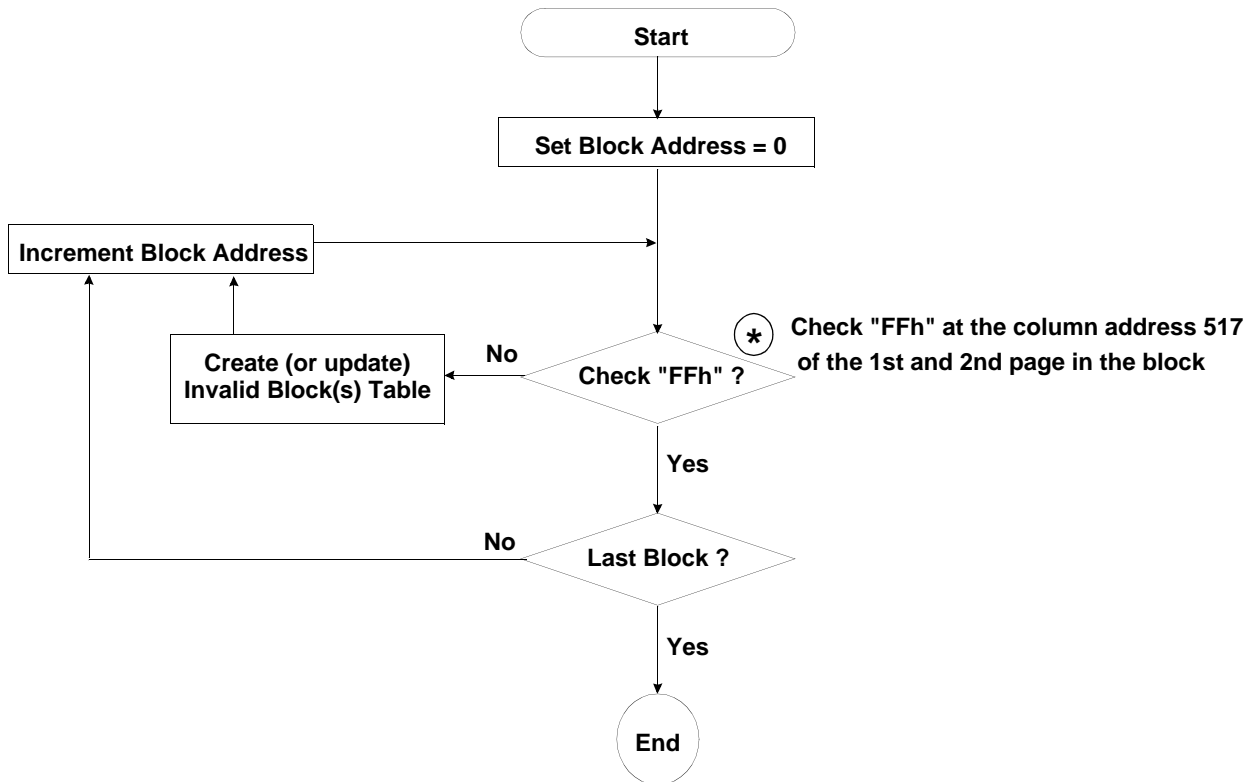 Start
Set Block Address = 0
Increment Block Address
* Check "FFh" at the column address 517
of the 1st and 2nd page in the block
No
Create (or update)
Invalid Block(s) Table
Check "FFh" ?
Yes
No
Last Block ?
Yes
End